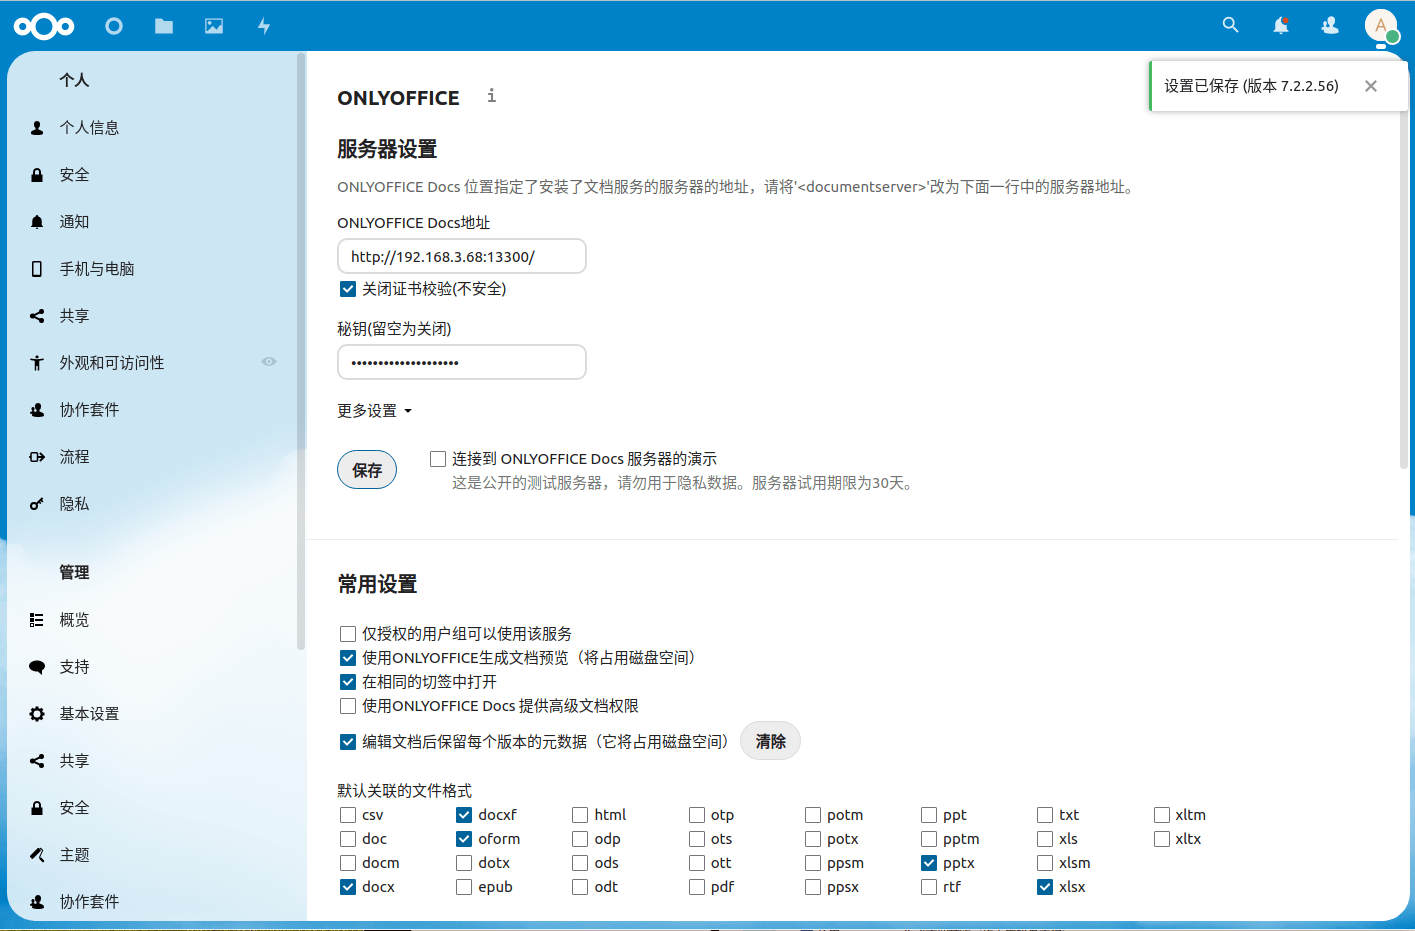 A
设置已保存 (版本 7.2.2.56)
个人
个人信息
安全
通知
手机与电脑
共享
外观和可访问性
协作套件
流程
隐私
管理
概览
支持
基本设置
共享
安全
主题
协作套件
ONLYOFFICE
服务器设置
ONLYOFFICE Docs 位置指定了安装了文档服务的服务器的地址，请将'<documentserver>'改为下面一行中的服务器地址。
ONLYOFFICE Docs地址
http://192.168.3.68:13300/
关闭证书校验(不安全)
秘钥(留空为关闭)
更多设置
保存
连接到 ONLYOFFICE Docs 服务器的演示
这是公开的测试服务器，请勿用于隐私数据。服务器试用期限为30天。
常用设置
仅授权的用户组可以使用该服务
使用ONLYOFFICE生成文档预览（将占用磁盘空间）
在相同的切签中打开
使用ONLYOFFICE Docs 提供高级文档权限
编辑文档后保留每个版本的元数据（它将占用磁盘空间） 清除
默认关联的文件格式
csv docxf html otp potm ppt txt xltm
doc oform odp ots potx pptm xls xltx
docm dotx ods ott ppsm pptx xlsm
docx epub odt pdf ppsx rtf xlsx